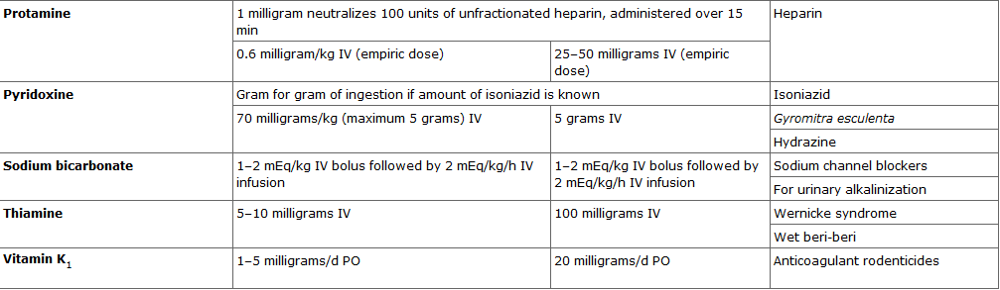 Protamine
1 milligram neutralizes 100 units of unfractionated heparin, administered over 15
min
Heparin
0.6 milligram/kg IV (empiric dose)
25–50 milligrams IV (empiric
dose)
Pyridoxine
Gram for gram of ingestion if amount of isoniazid is known
Isoniazid
70 milligrams/kg (maximum 5 grams) IV
5 grams IV
Gyromitra esculenta
Hydrazine
Sodium bicarbonate
1–2 mEq/kg IV bolus followed by 2 mEq/kg/h IV
infusion
1–2 mEq/kg IV bolus followed by
2 mEq/kg/h IV infusion
Sodium channel blockers
For urinary alkalinization
Thiamine
5–10 milligrams IV
100 milligrams IV
Wernicke syndrome
Wet beri-beri
Vitamin K1
1–5 milligrams/d PO
20 milligrams/d PO
Anticoagulant rodenticides